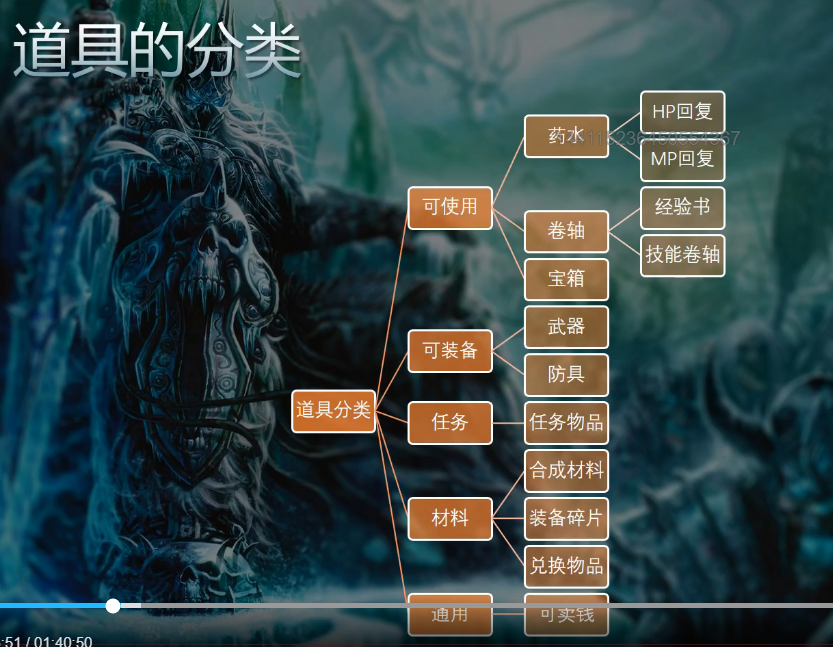 道具的分类
HP回复
药水
MP回复
可使用
经验书
卷轴
技能卷轴
宝箱
武器
可装备
防具
道具分类
任务
任务物品
合成材料
材料
装备碎片
兑换物品
通用
可卖钱
:51 / 01:40:50